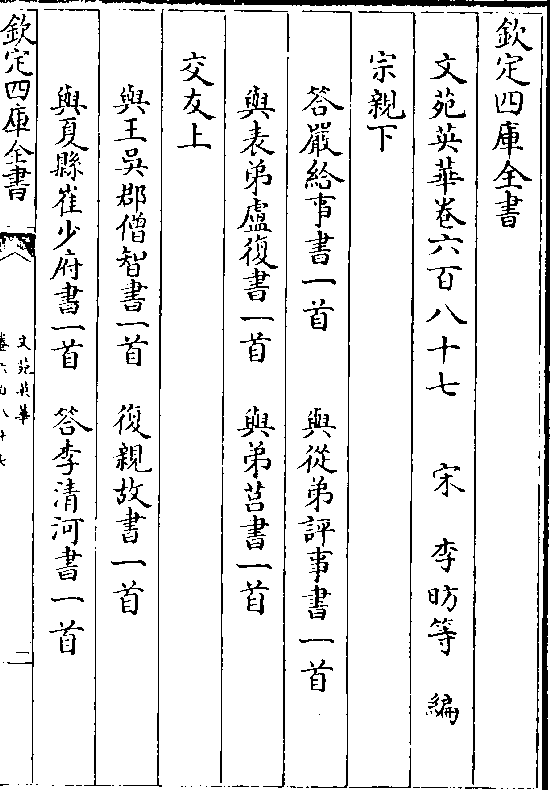 欽定四庫全書
文苑英華卷六百八十七 宋 李昉等 編
宗親下
答嚴給事書一首 與從弟評事書一首
與表弟盧復書一首 與弟莒書一首
交友上
與王吳郡僧智書一首 復親故書一首
與夏縣崔少府書一首 答李清河書一首
欽定四庫全書
文苑英華
卷六百八十七